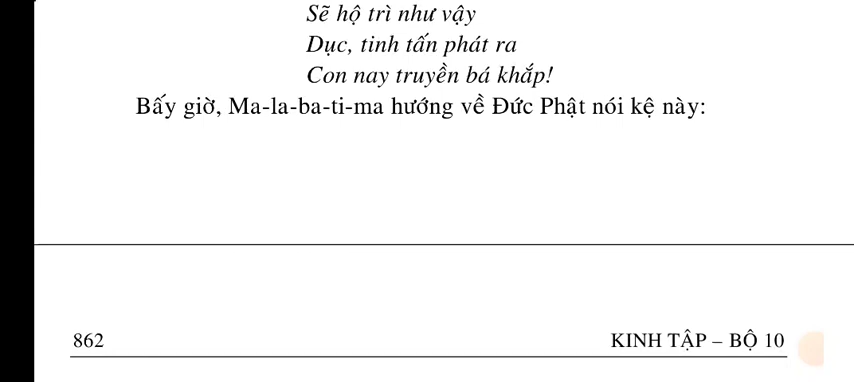 Sẽ hộ trì như vậy
Dục, tinh tấn phát ra
Con nay truyền bá khắp!
Bấy giờ, Ma-la-ba-ti-ma hướng về Đức Phật nói kệ này:
862 KINH TẬP – BỘ 10